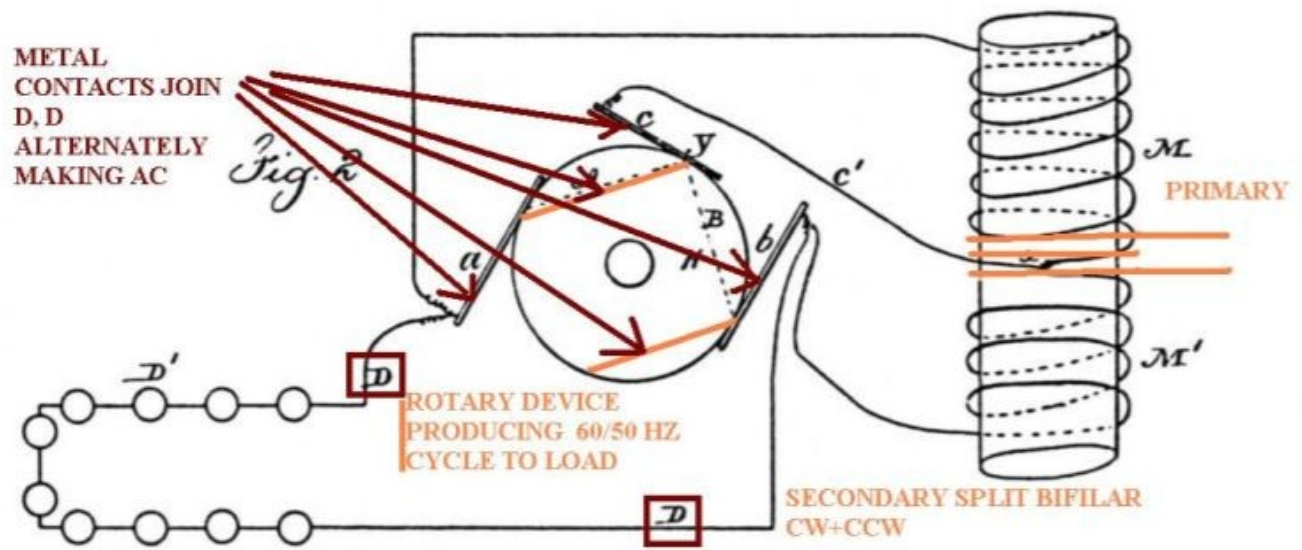 METAL
CONTACTS JOIN
D, D
ALTERNATELY
MAKING AC
Fig. 2
c
y
a
B
b
c'
M
PRIMARY
x
M'
D'
D
ROTARY DEVICE
PRODUCING 60/50 HZ
CYCLE TO LOAD
SECONDARY SPLIT BIFILAR
CW+CCW
D